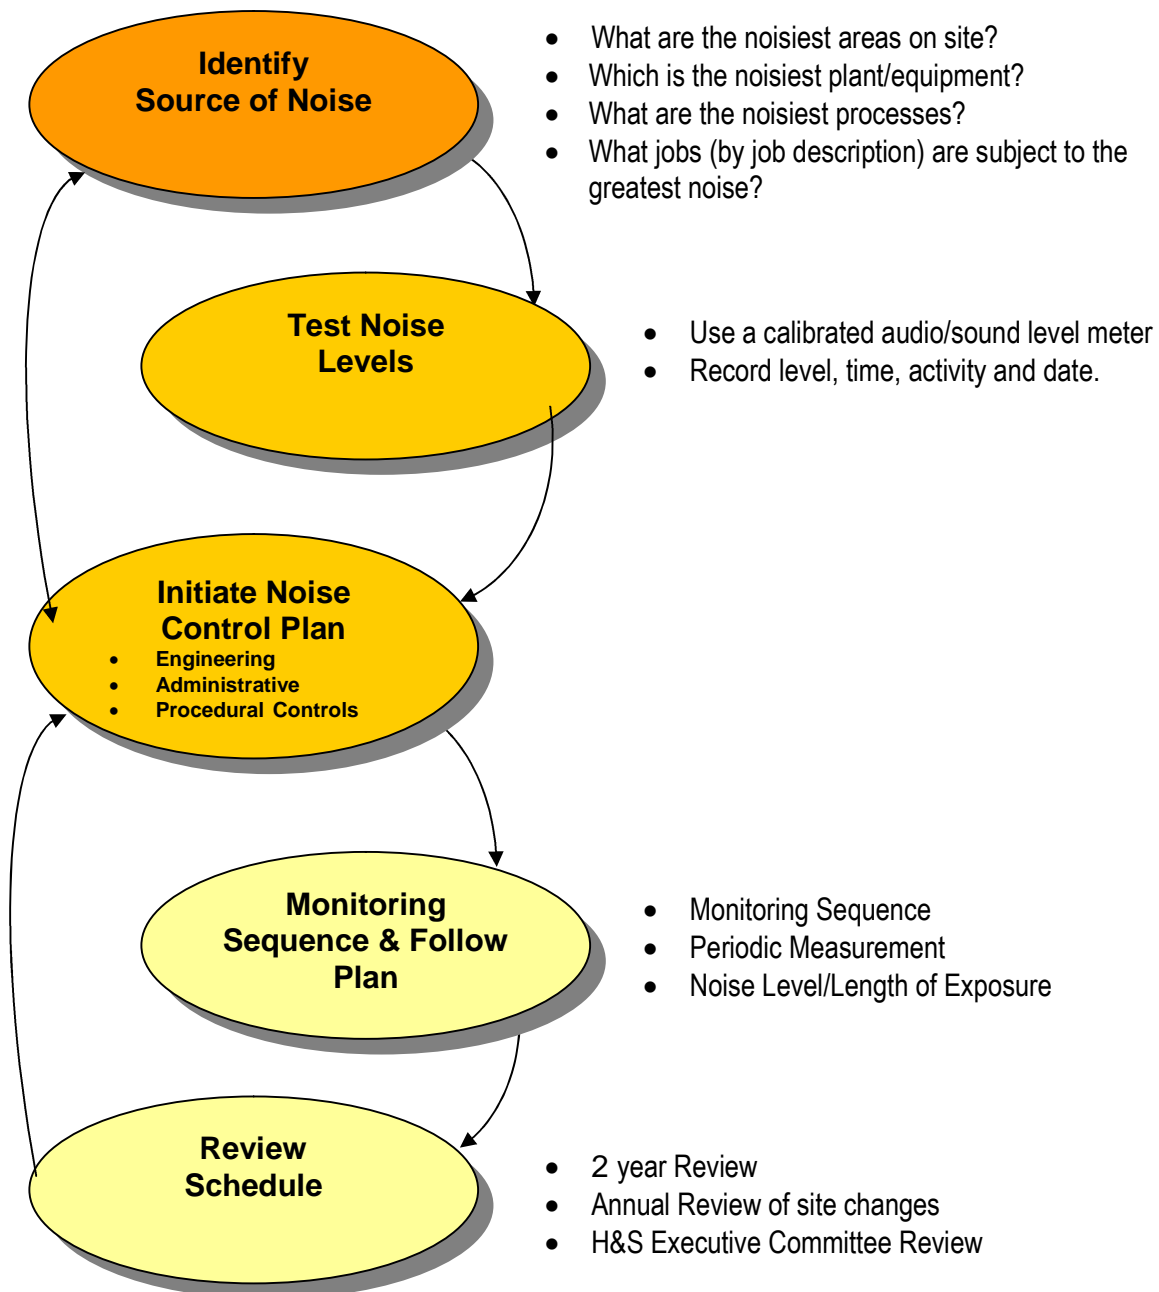 Identify
Source of Noise
• What are the noisiest areas on site?
• Which is the noisiest plant/equipment?
• What are the noisiest processes?
• What jobs (by job description) are subject to the
greatest noise?
Test Noise
Levels
• Use a calibrated audio/sound level meter
• Record level, time, activity and date.
Initiate Noise
Control Plan
• Engineering
• Administrative
• Procedural Controls
Monitoring
Sequence & Follow
Plan
• Monitoring Sequence
• Periodic Measurement
• Noise Level/Length of Exposure
Review
Schedule
• 2 year Review
• Annual Review of site changes
• H&S Executive Committee Review